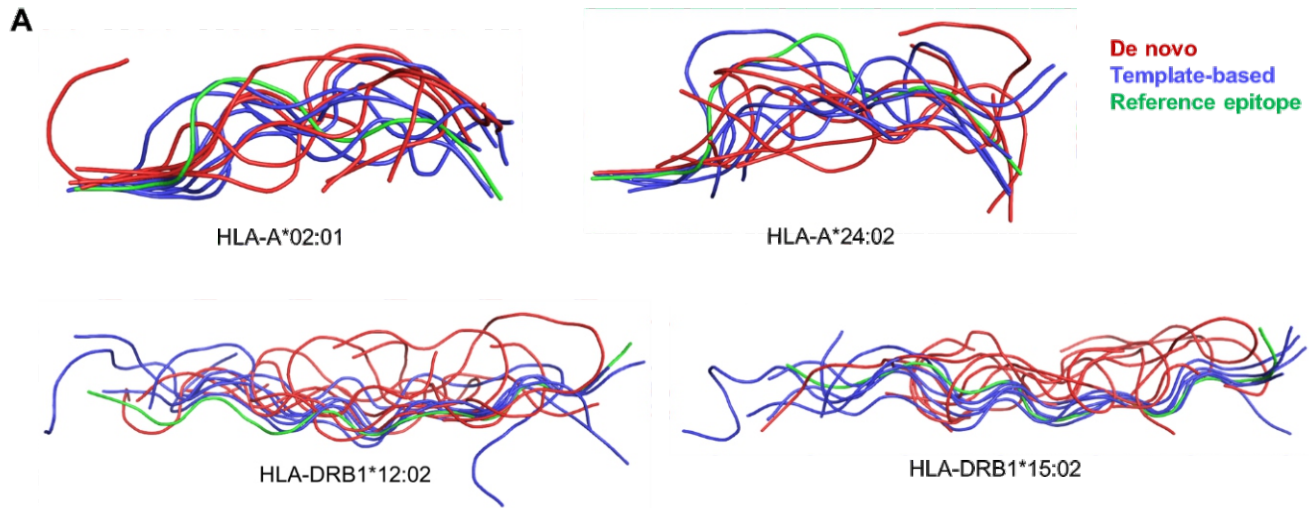 A
De novo
Template-based
Reference epitope
HLA-A*02:01
HLA-A*24:02
HLA-DRB1*12:02
HLA-DRB1*15:02